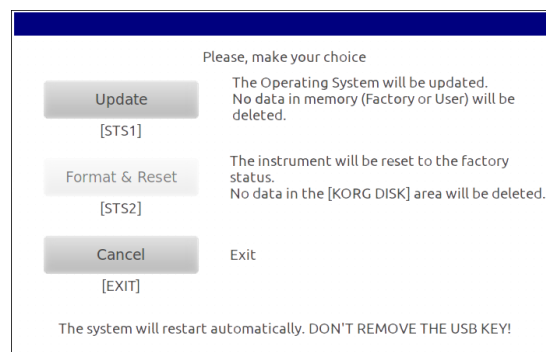 Please, make your choice
Update
[STS1]
The Operating System will be updated.
No data in memory (Factory or User) will be
deleted.
Format & Reset
[STS2]
The instrument will be reset to the factory
status.
No data in the [KORG DISK] area will be deleted.
Cancel
[EXIT]
Exit
The system will restart automatically. DON'T REMOVE THE USB KEY!